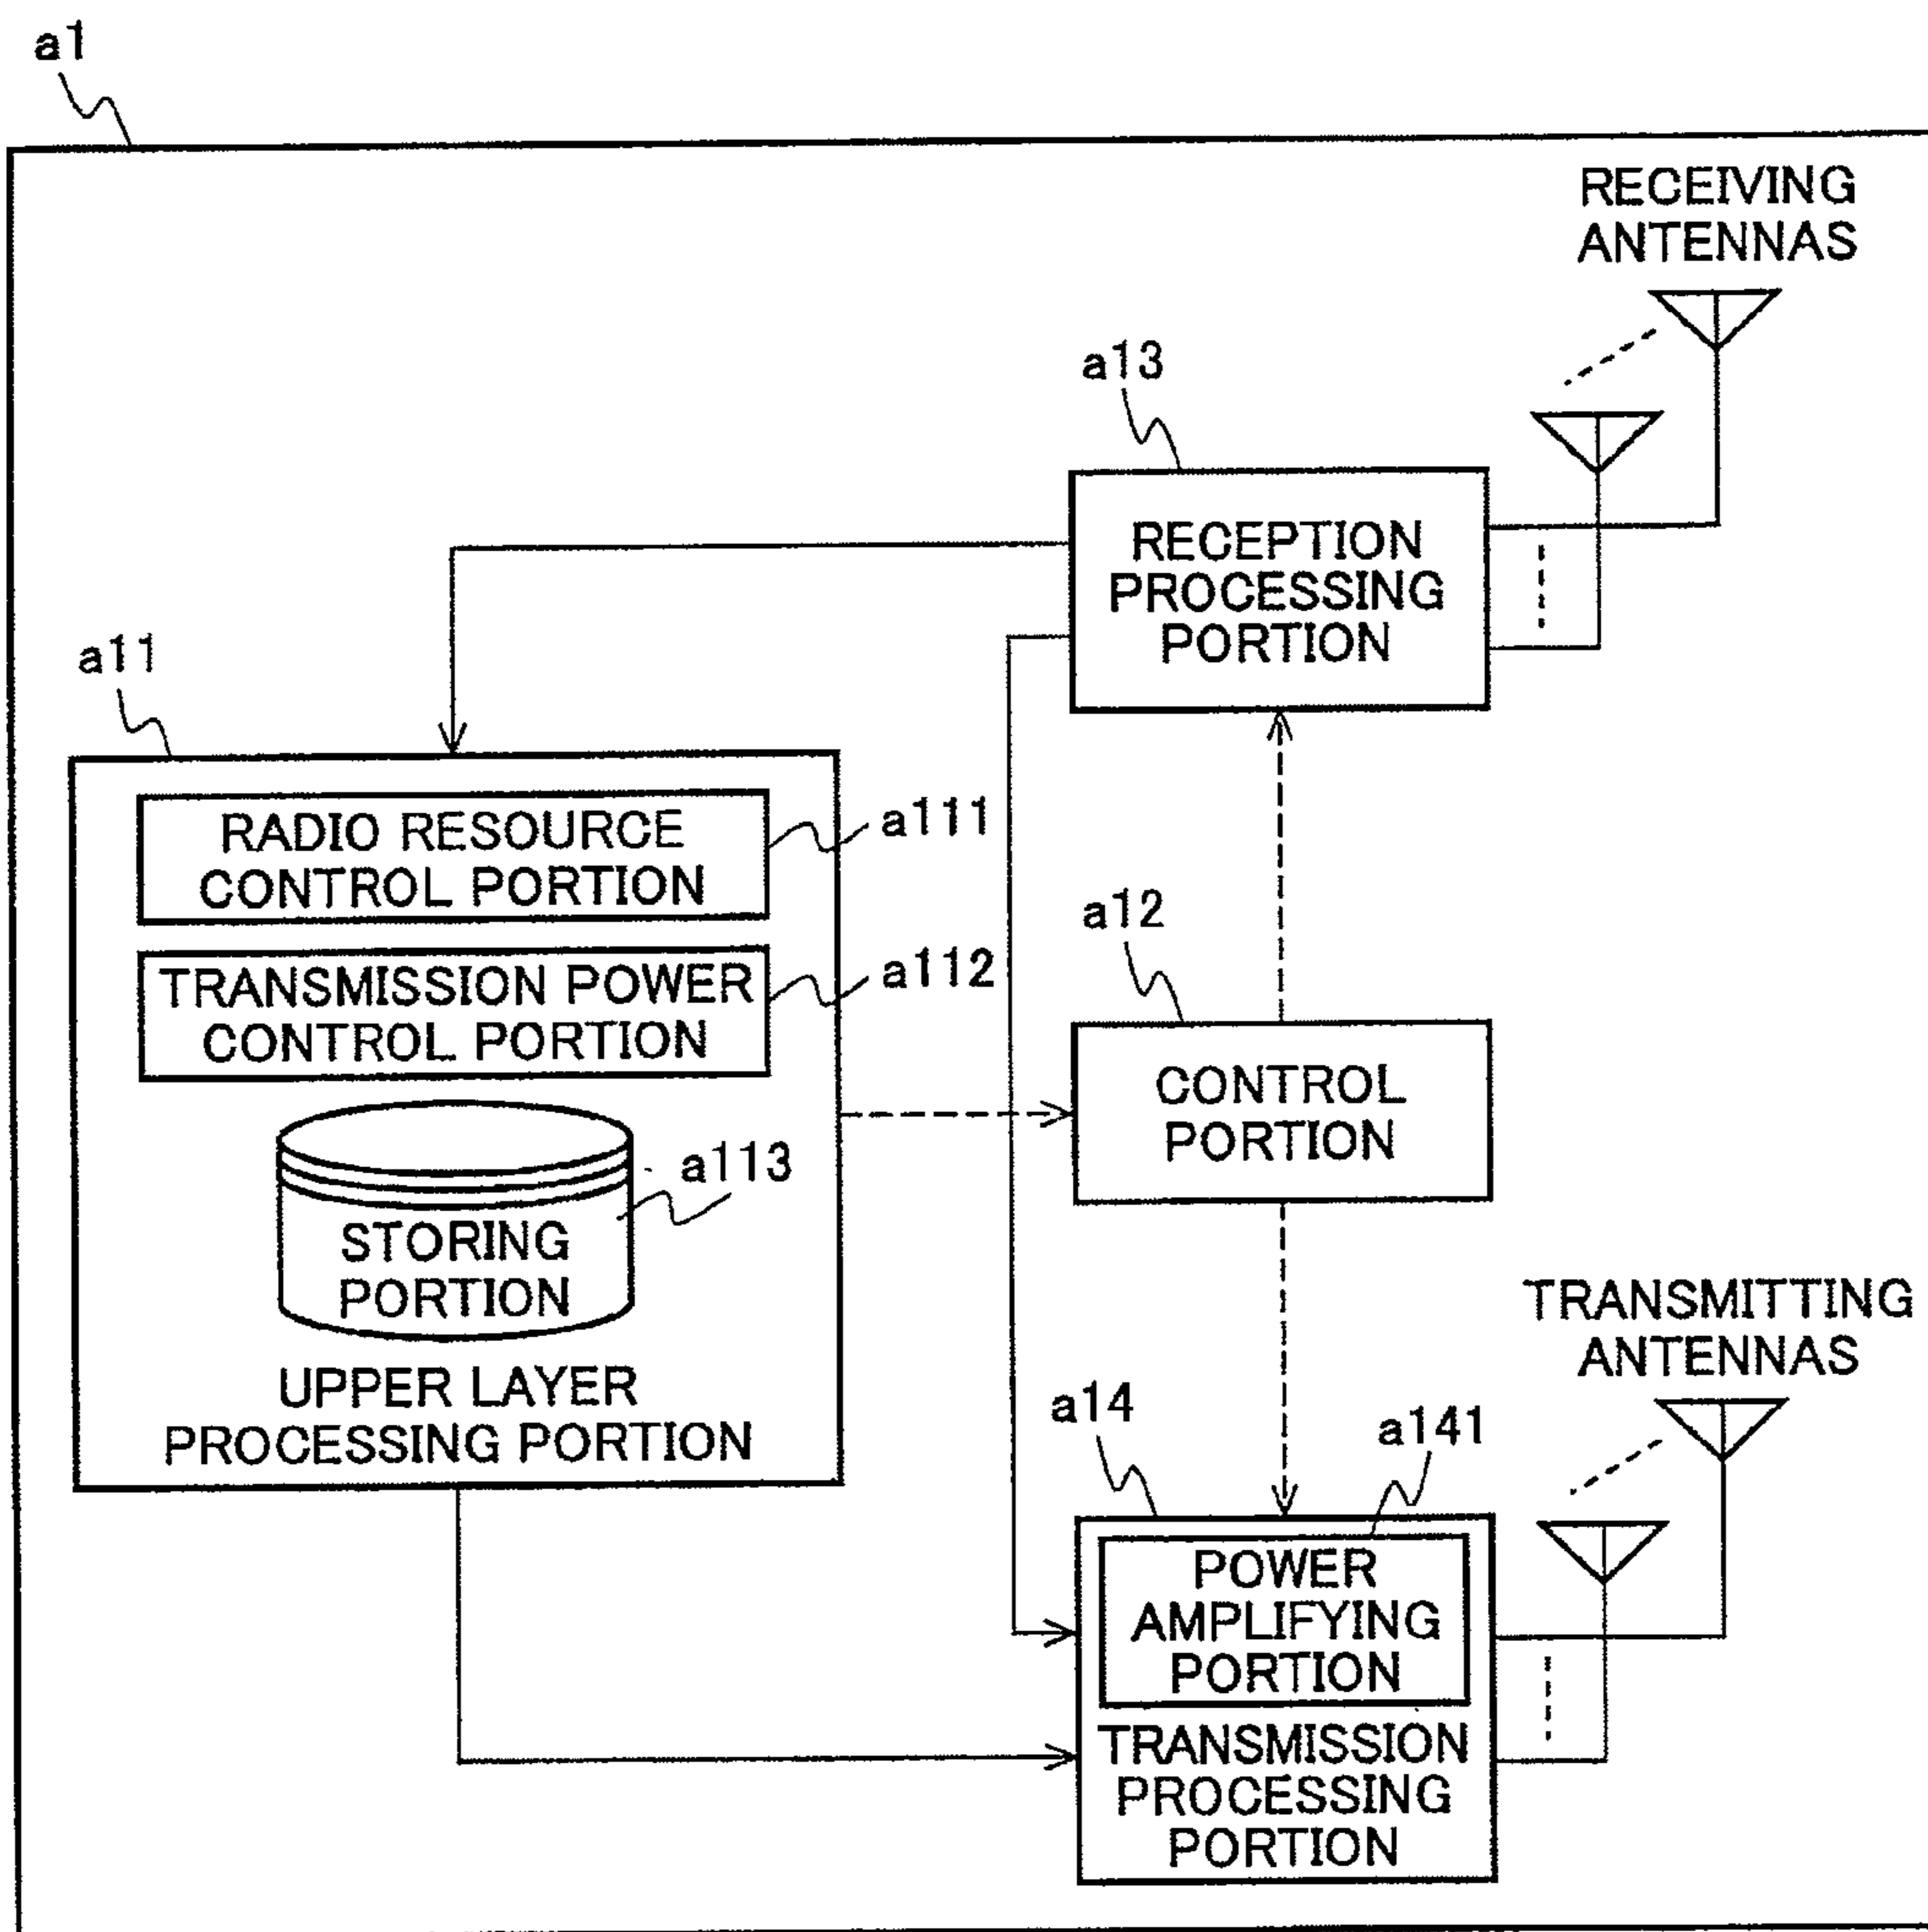 a1
RECEIVING
ANTENNAS
a13
RECEPTION
PROCESSING
PORTION
a11
RADIO RESOURCE
CONTROL PORTION
a111
TRANSMISSION POWER
CONTROL PORTION
a112
a12
CONTROL
PORTION
a113
STORING
PORTION
UPPER LAYER
PROCESSING PORTION
TRANSMITTING
ANTENNAS
a14
a141
POWER
AMPLIFYING
PORTION
TRANSMISSION
PROCESSING
PORTION